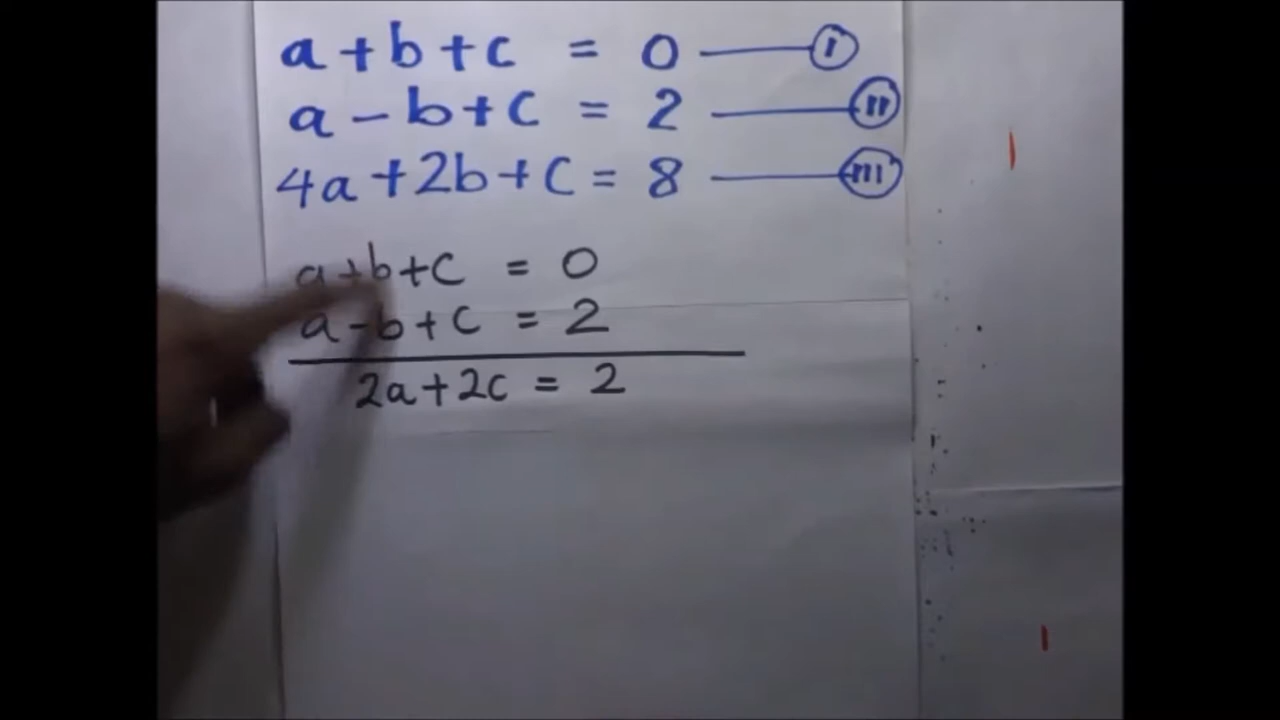 a+b+c = 0 — I
a-b+c = 2 — II
4a+2b+c = 8 — III
a+b+c = 0
a-b+c = 2
2a+2c = 2